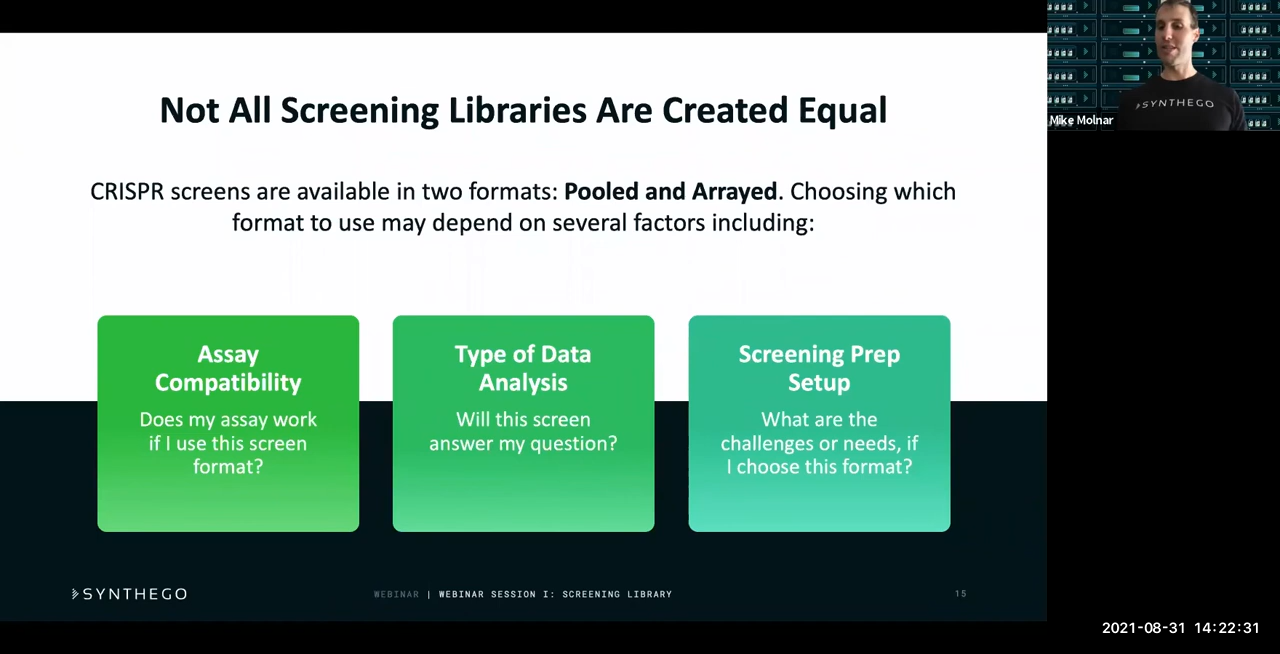 Not All Screening Libraries Are Created Equal
CRISPR screens are available in two formats: Pooled and Arrayed. Choosing which
format to use may depend on several factors including:
Assay
Compatibility
Does my assay work
if I use this screen
format?
Type of Data
Analysis
Will this screen
answer my question?
Screening Prep
Setup
What are the
challenges or needs, if
I choose this format?
SYNTHEGO
WEBINAR | WEBINAR SESSION I: SCREENING LIBRARY
15
SYNTHEGO
Mike Molnar
2021-08-31 14:22:31